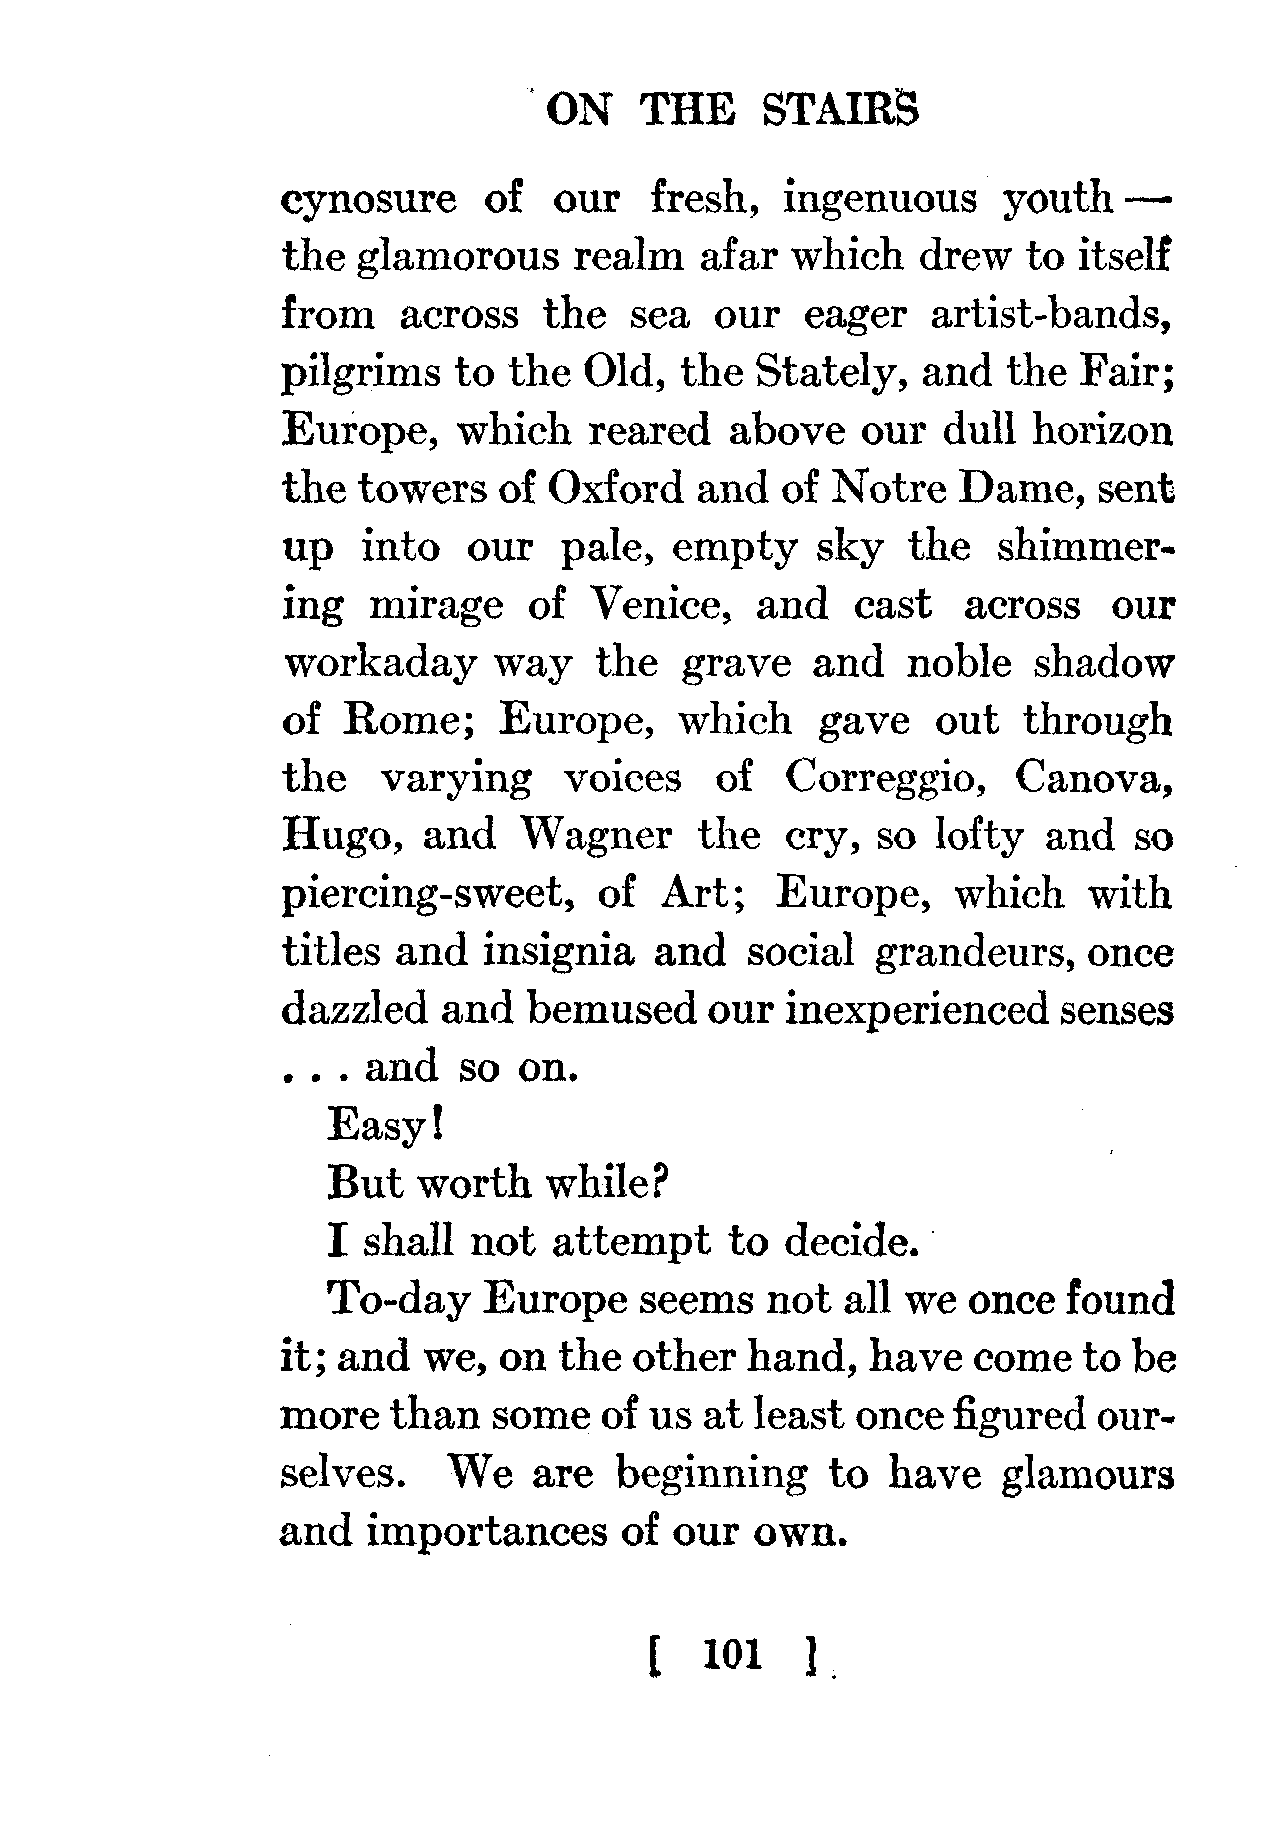 ON THE STAIRS
cynosure of our fresh, ingenuous youth —
the glamorous realm afar which drew to itself
from across the sea our eager artist-bands,
pilgrims to the Old, the Stately, and the Fair;
Europe, which reared above our dull horizon
the towers of Oxford and of Notre Dame, sent
up into our pale, empty sky the shimmer-
ing mirage of Venice, and cast across our
workaday way the grave and noble shadow
of Rome; Europe, which gave out through
the varying voices of Correggio, Canova,
Hugo, and Wagner the cry, so lofty and so
piercing-sweet, of Art; Europe, which with
titles and insignia and social grandeurs, once
dazzled and bemused our inexperienced senses
. . . and so on.
Easy!
But worth while?
I shall not attempt to decide.
To-day Europe seems not all we once found
it; and we, on the other hand, have come to be
more than some of us at least once figured our-
selves. We are beginning to have glamours
and importances of our own.
[ 101 ]